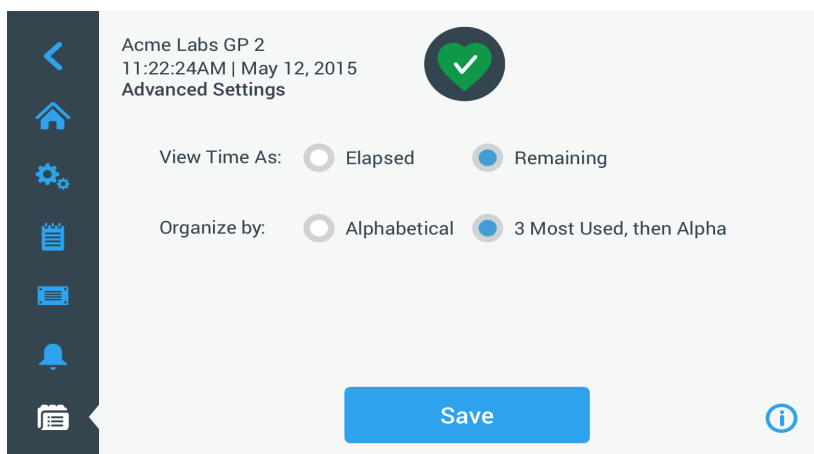 Acme Labs GP 2
11:22:24AM | May 12, 2015
Advanced Settings
View Time As: Elapsed Remaining
Organize by: Alphabetical 3 Most Used, then Alpha
Save